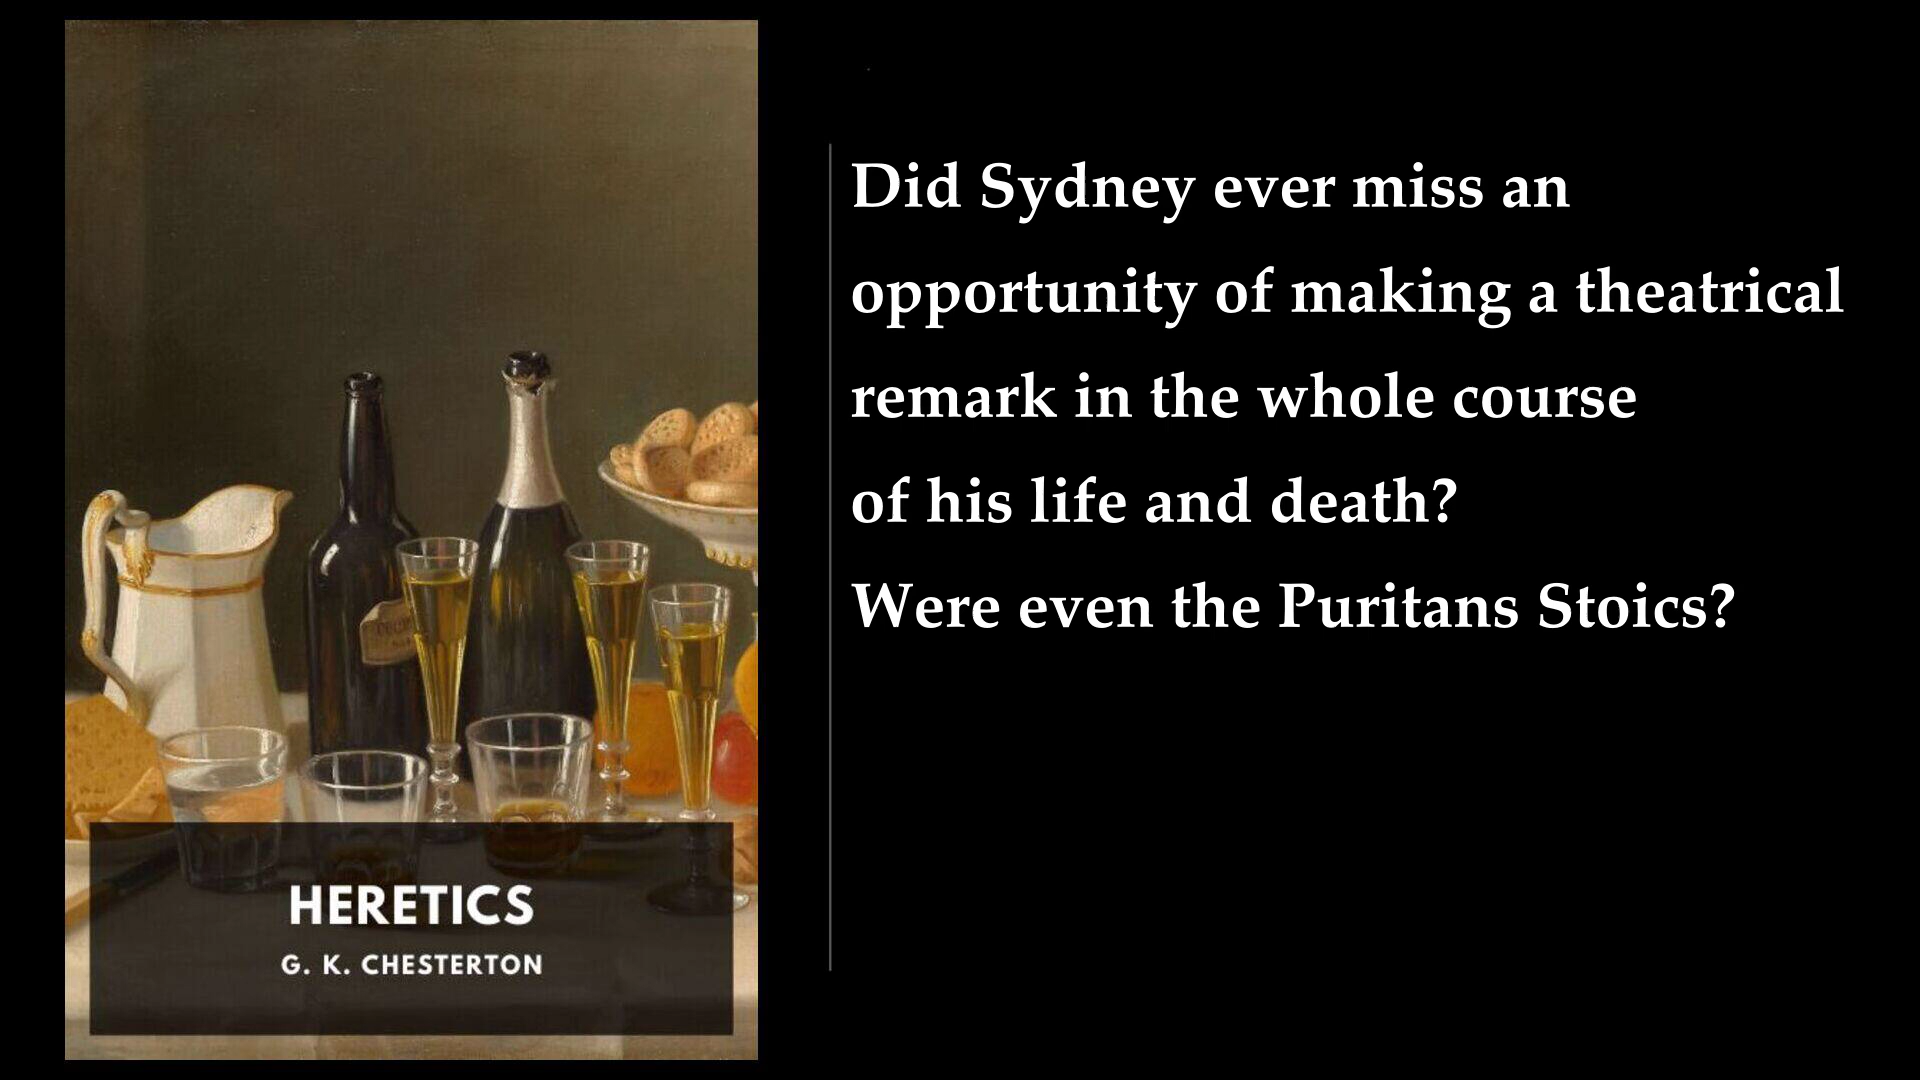 Did Sydney ever miss an
opportunity of making a theatrical
remark in the whole course
of his life and death?
Were even the Puritans Stoics?
HERETICS
G. K. CHESTERTON